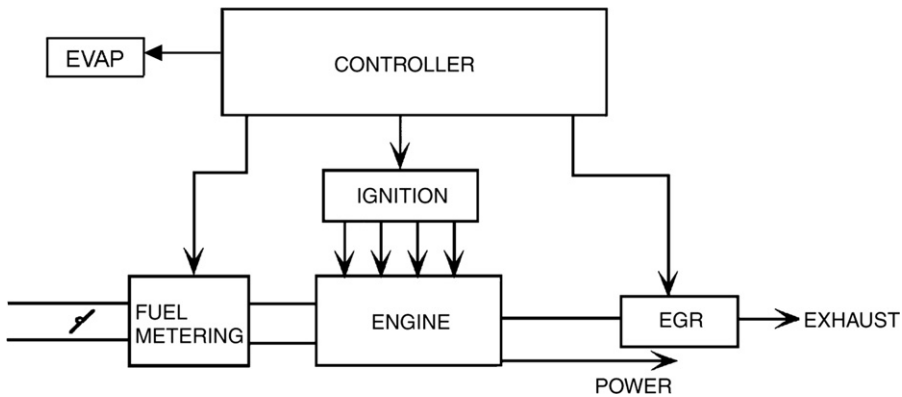 EVAP
CONTROLLER
IGNITION
FUEL
METERING
ENGINE
EGR
EXHAUST
POWER